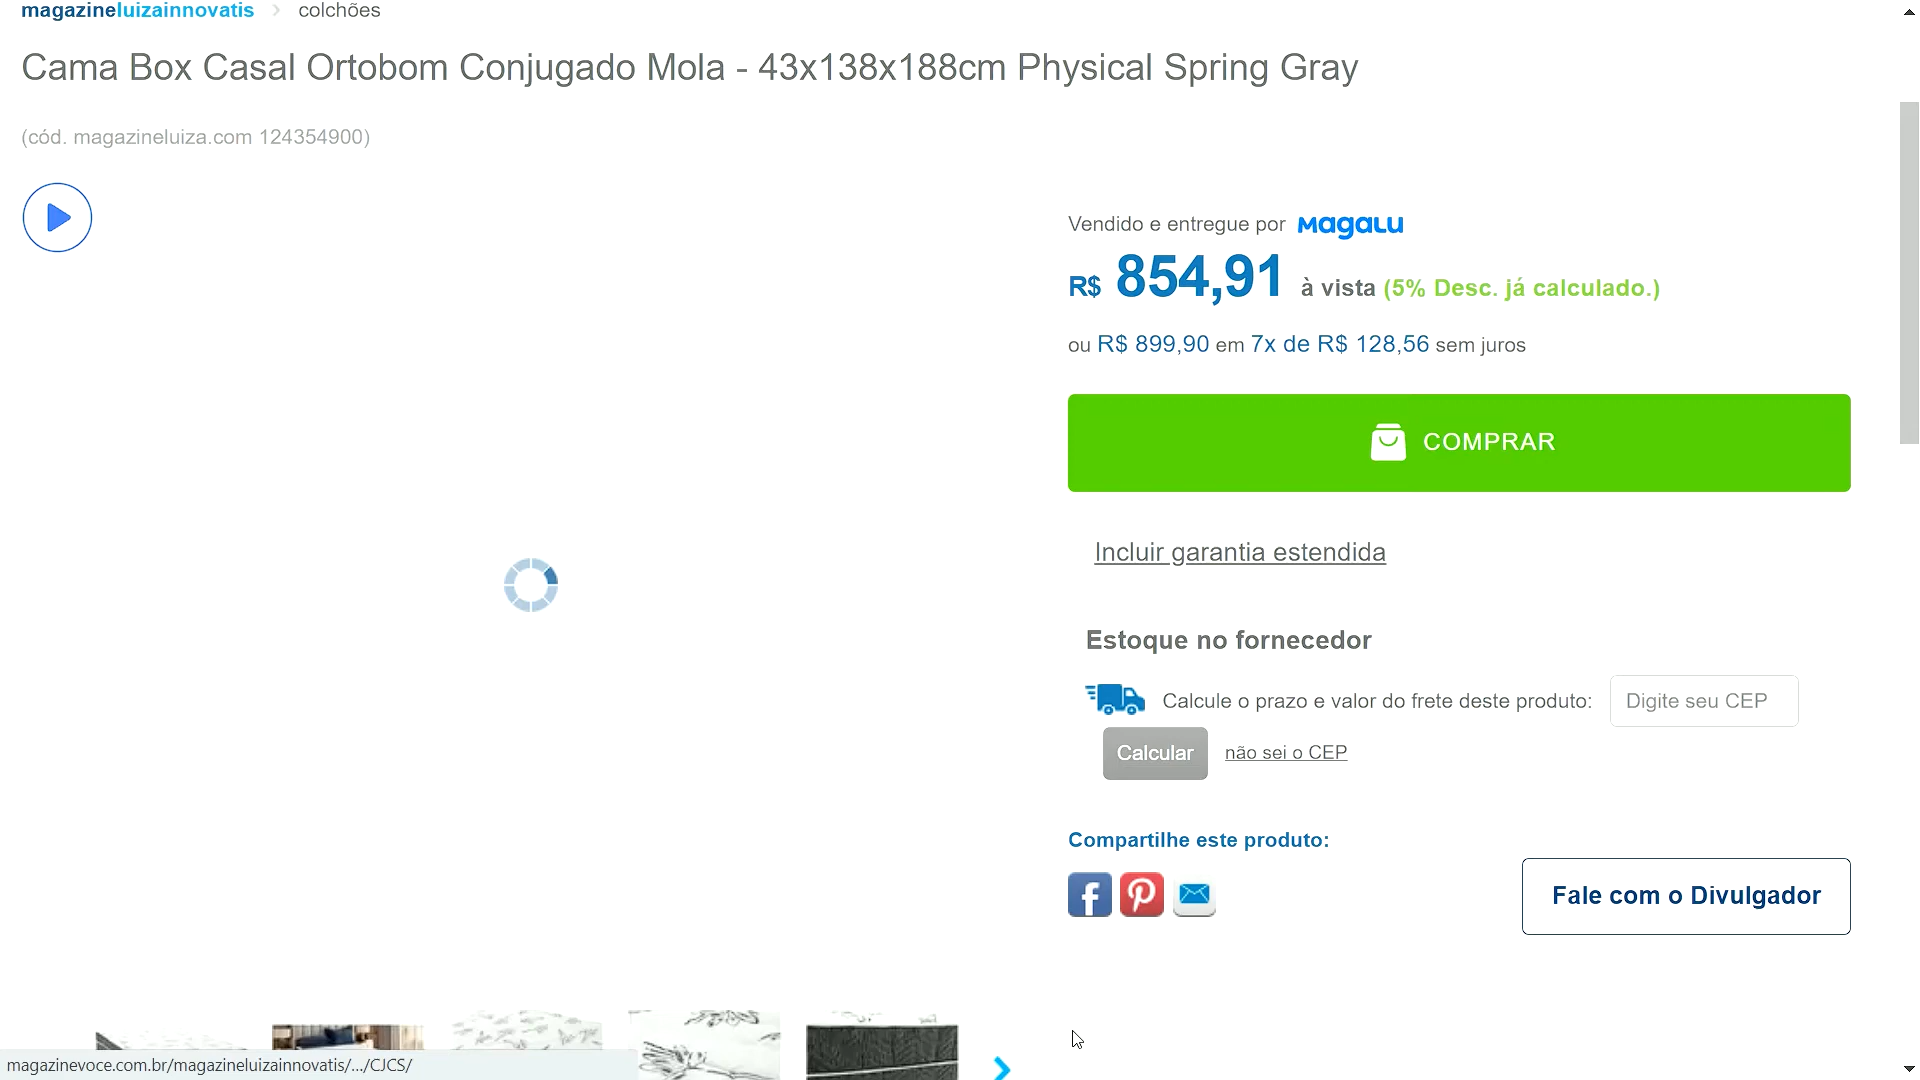 magazineluizainnovatis > colchões
Cama Box Casal Ortobom Conjugado Mola - 43x138x188cm Physical Spring Gray
(cód. magazineluiza.com 124354900)
Vendido e entregue por Magalu
R$ 854,91 à vista (5% Desc. já calculado.)
ou R$ 899,90 em 7x de R$ 128,56 sem juros
COMPRAR
Incluir garantia estendida
Estoque no fornecedor
Calcule o prazo e valor do frete deste produto: Digite seu CEP
Calcular não sei o CEP
Compartilhe este produto:
Fale com o Divulgador
magazinevoce.com.br/magazineluizainnovatis/.../CJCS/